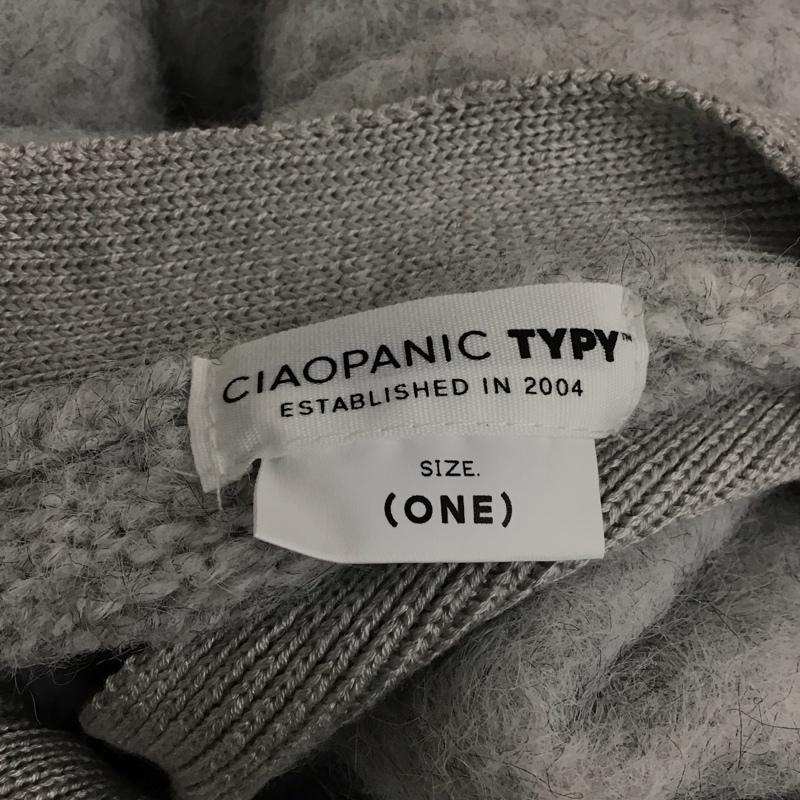 CIAOPANIC TYPY™
ESTABLISHED IN 2004
SIZE.
(ONE)